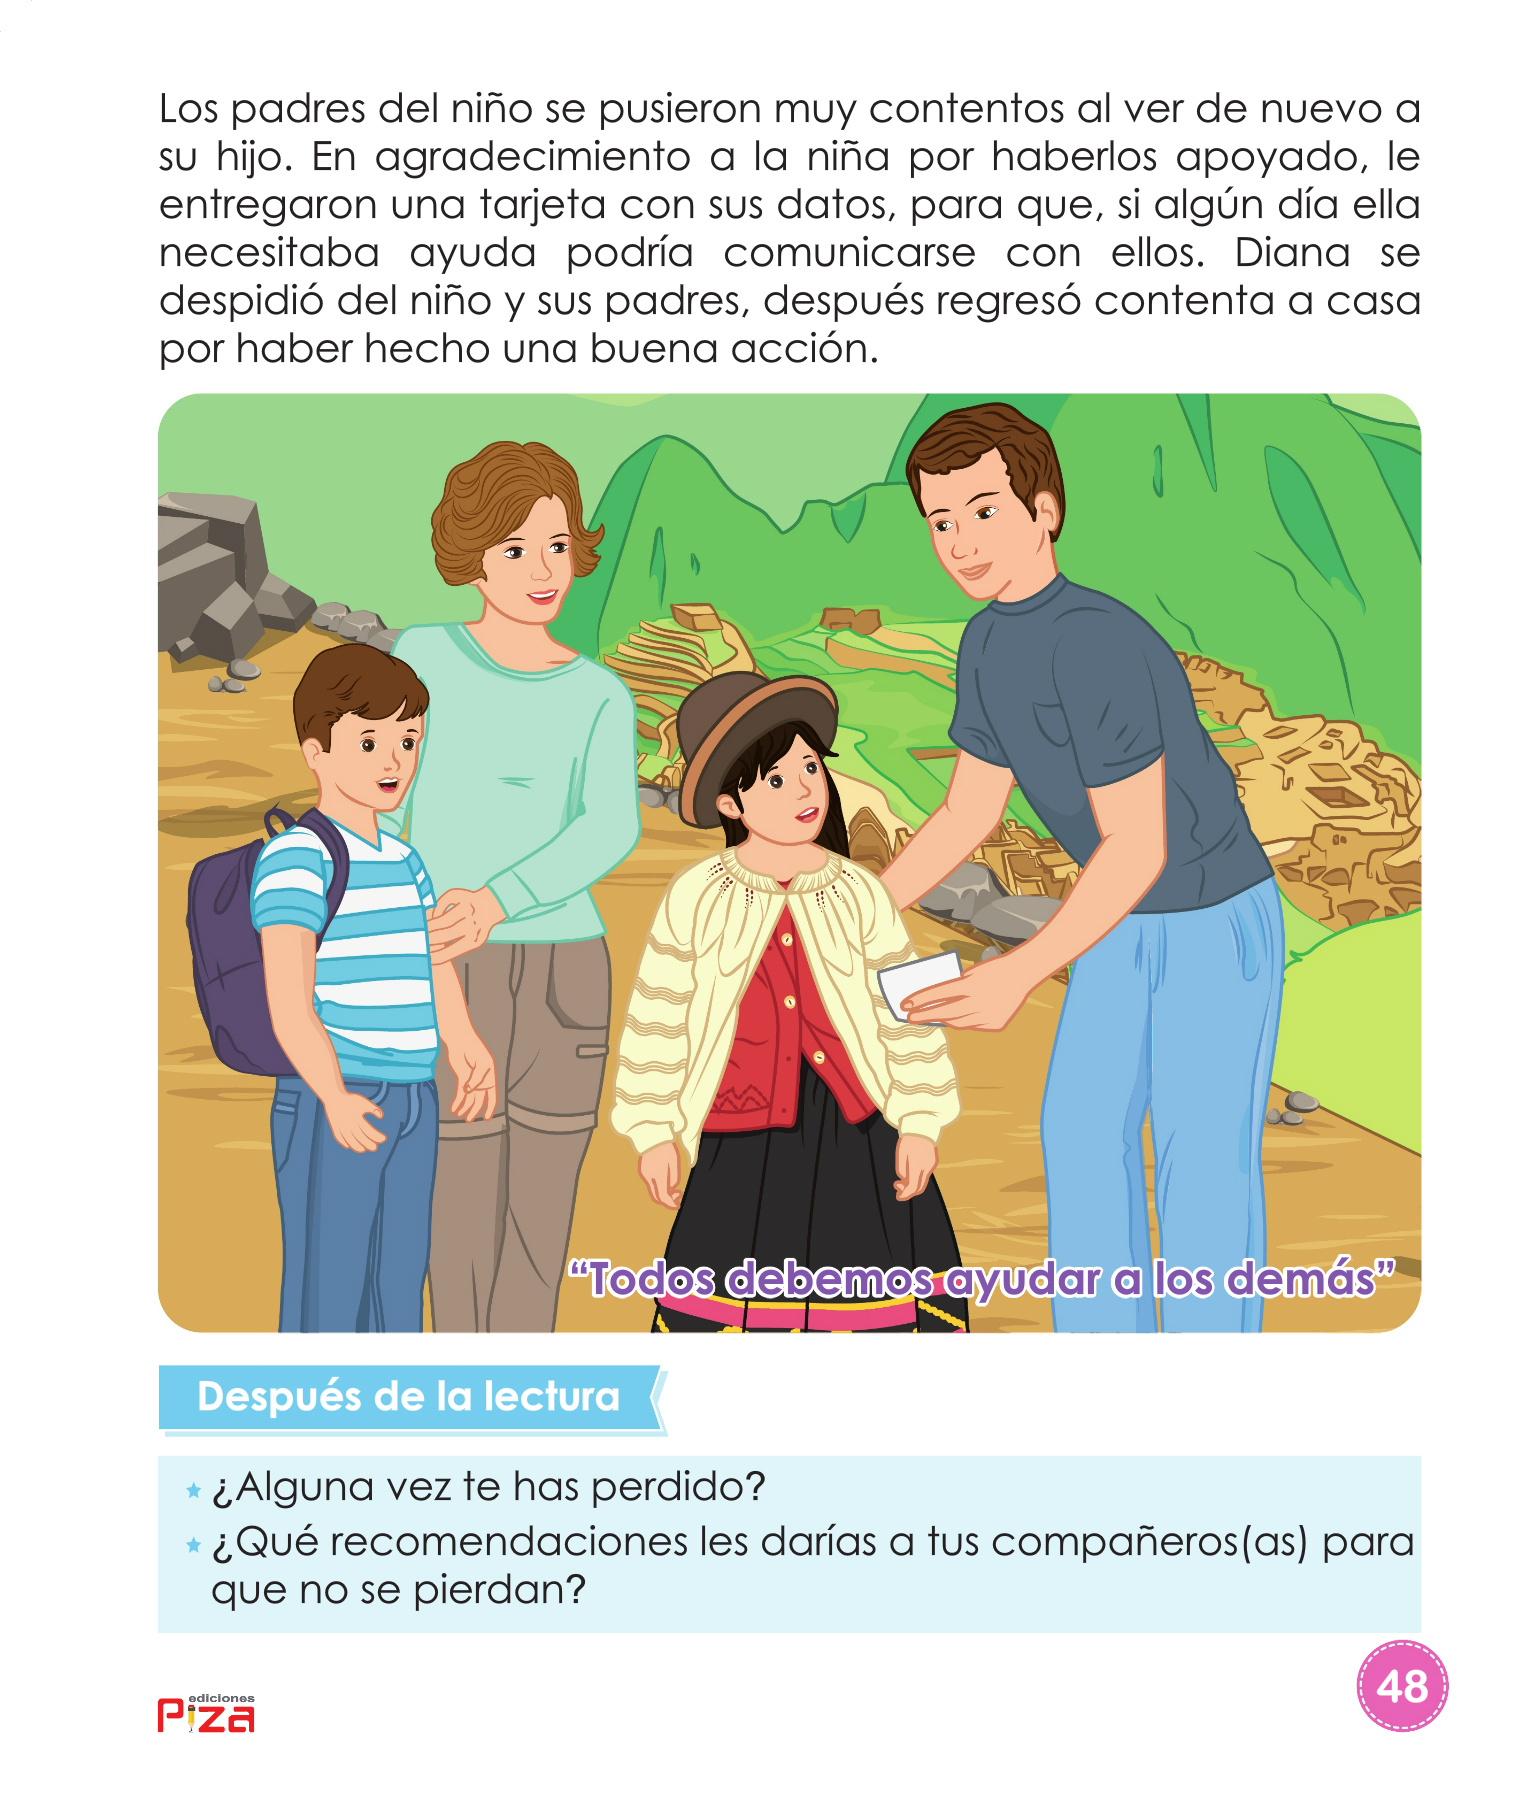 Los padres del niño se pusieron muy contentos al ver de nuevo a
su hijo. En agradecimiento a la niña por haberlos apoyado, le
entregaron una tarjeta con sus datos, para que, si algún día ella
necesitaba ayuda podría comunicarse con ellos. Diana se
despidió del niño y sus padres, después regresó contenta a casa
por haber hecho una buena acción.
“Todos debemos ayudar a los demás”
Después de la lectura
¿Alguna vez te has perdido?
¿Qué recomendaciones les darías a tus compañeros(as) para
que no se pierdan?
48
ediciones
Piza